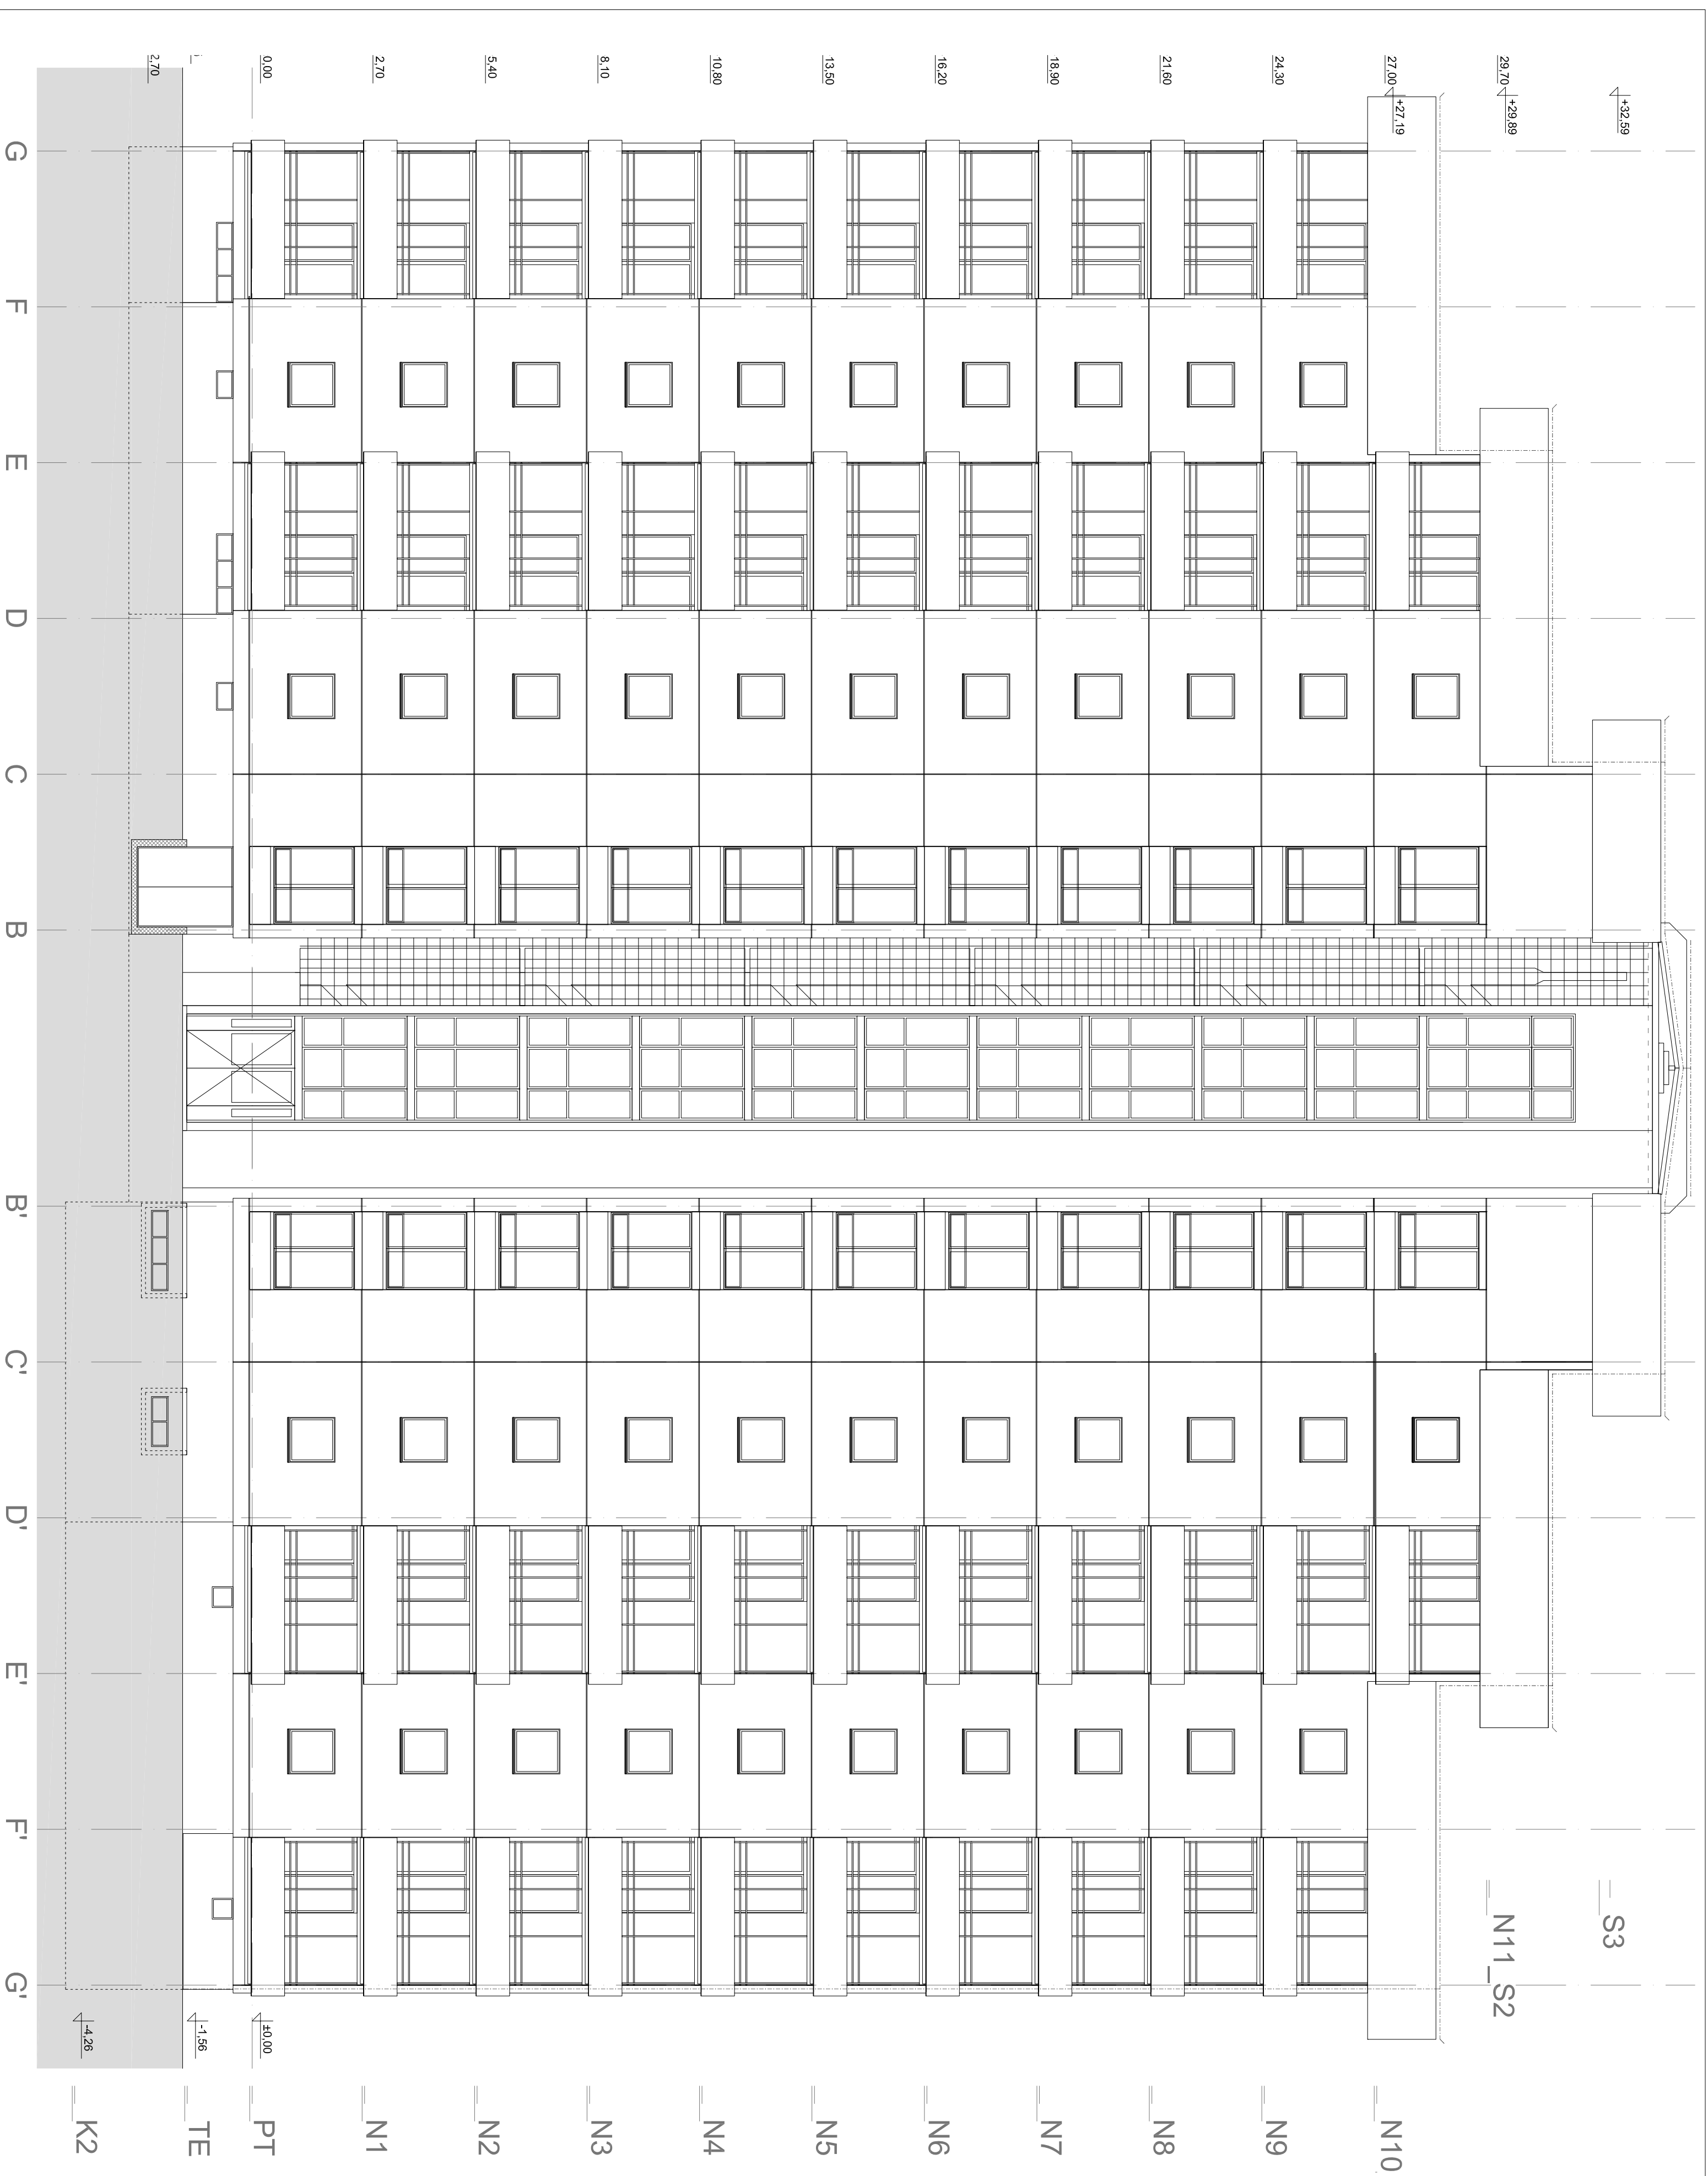 +32,59
29,70
+29,89
27,00
+27,19
24,30
21,60
18,90
16,20
13,50
10,80
8,10
5,40
2,70
0,00
2,70
S3
N11_S2
N10
N9
N8
N7
N6
N5
N4
N3
N2
N1
PT
TE
K2
±0,00
-1,56
-4,26
G
F
E
D
C
B
B'
C'
D'
E'
F'
G'